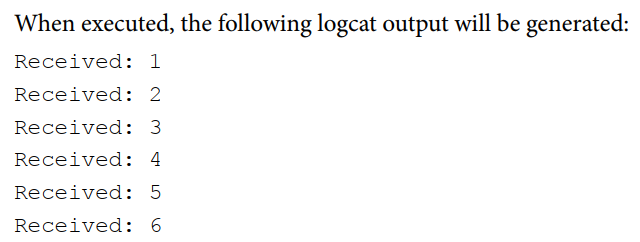 When executed, the following logcat output will be generated:
Received: 1
Received: 2
Received: 3
Received: 4
Received: 5
Received: 6